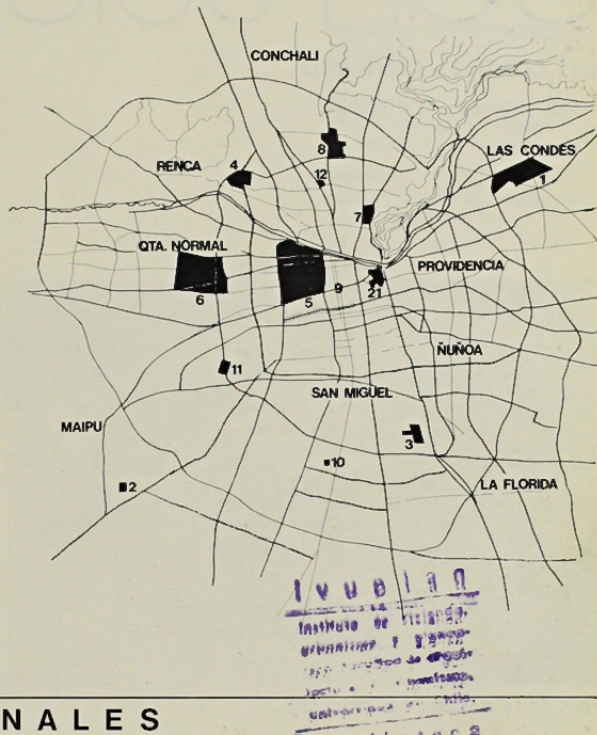 CONCHALI
8
LAS CONDES
RENCA
4
12
1
7
QTA. NORMAL
PROVIDENCIA
6
5
9
21
ÑUÑOA
11
SAN MIGUEL
MAIPU
3
10
2
LA FLORIDA
Instituto de
de
NALES